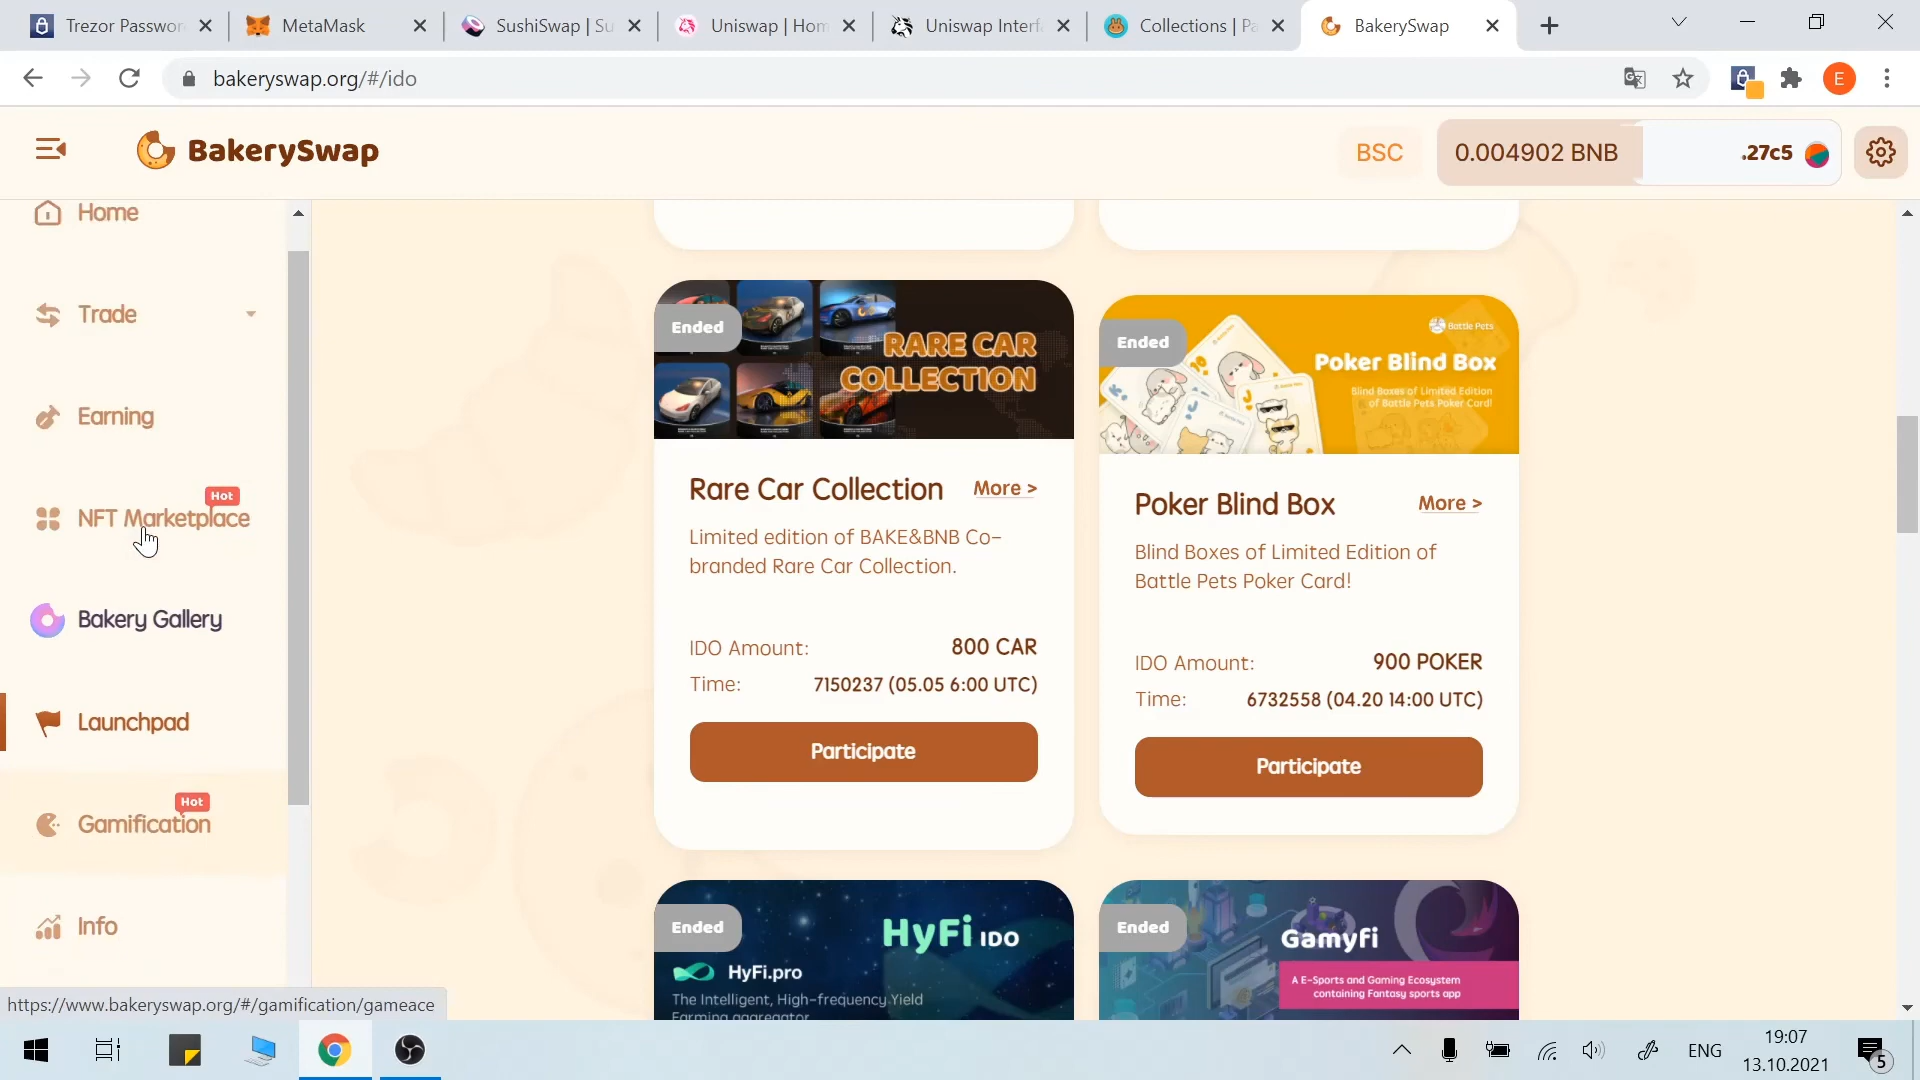 Trezor Passwor
MetaMask
SushiSwap | Su
Uniswap | Hom
Uniswap Interfa
Collections | Pa
BakerySwap
bakeryswap.org/#/ido
E
BakerySwap
BSC
0.004902 BNB
.27c5
Home
Trade
Earning
Hot
NFT Marketplace
Bakery Gallery
Launchpad
Hot
Gamification
Info
https://www.bakeryswap.org/#/gamification/gameace
Ended
RARE CAR
COLLECTION
Rare Car Collection
More >
Limited edition of BAKE&BNB Co-
branded Rare Car Collection.
IDO Amount: 800 CAR
Time: 7150237 (05.05 6:00 UTC)
Participate
Ended
Battle Pets
Poker Blind Box
Blind Boxes of Limited Edition
of Battle Pets Poker Card!
Poker Blind Box
More >
Blind Boxes of Limited Edition of
Battle Pets Poker Card!
IDO Amount: 900 POKER
Time: 6732558 (04.20 14:00 UTC)
Participate
Ended
HyFi IDO
HyFi.pro
The Intelligent, High-frequency Yield
Farming aggregator
Ended
Gamyfi
A E-Sports and Gaming Ecosystem
containing Fantasy sports app
ENG
19:07
13.10.2021
5